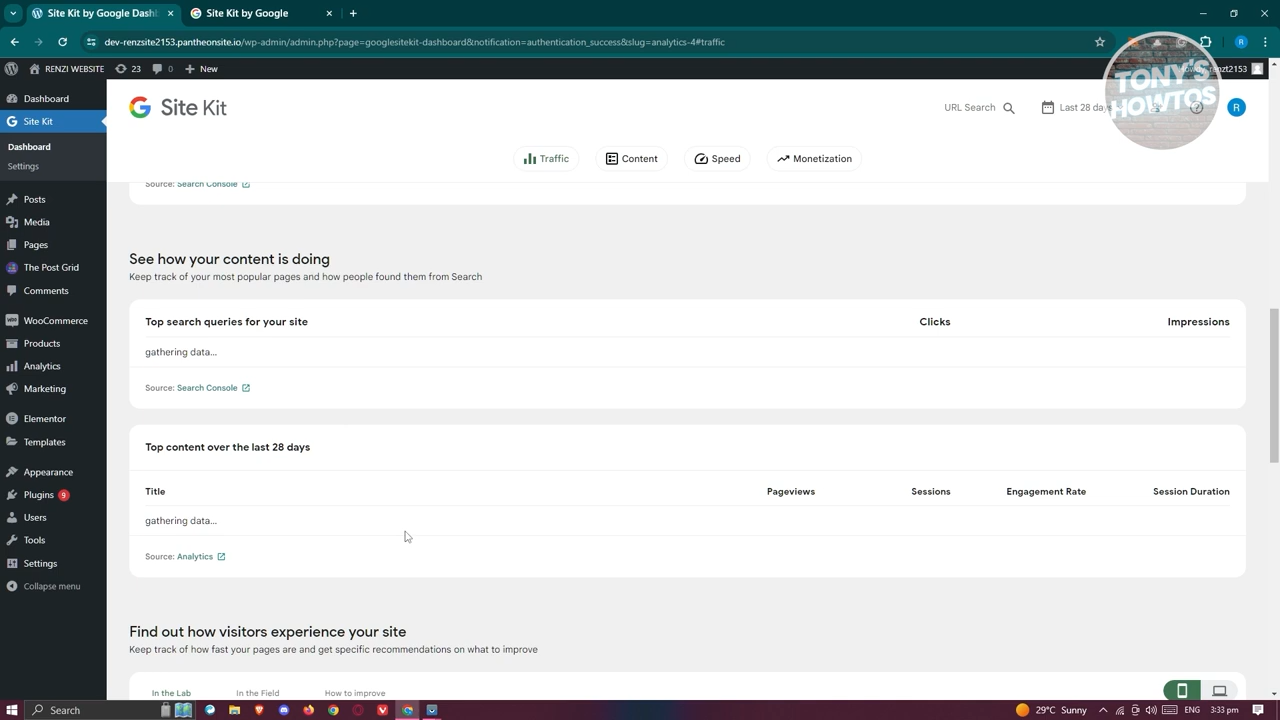 Site Kit by Google Dash
Site Kit by Google
dev-renzsite2153.pantheonsite.io/wp-admin/admin.php?page=googlesitekit-dashboard&notification=authentication_success&slug=analytics-4#traffic
R
RENZI WEBSITE
23
0
New
Howdy, renzt2153
TONY'S
HOWTOS
Dashboard
Site Kit
Dashboard
Settings
Posts
Media
Pages
The Post Grid
Comments
WooCommerce
Products
Analytics
Marketing
Elementor
Templates
Appearance
Plugins 9
Users
Tools
Settings
Collapse menu
Site Kit
URL Search
Last 28 days
R
Traffic
Content
Speed
Monetization
Source: Search Console
See how your content is doing
Keep track of your most popular pages and how people found them from Search
Top search queries for your site Clicks Impressions
gathering data...
Source: Search Console
Top content over the last 28 days
Title Pageviews Sessions Engagement Rate Session Duration
gathering data...
Source: Analytics
Find out how visitors experience your site
Keep track of how fast your pages are and get specific recommendations on what to improve
In the Lab In the Field How to improve
Search
29°C Sunny
ENG
3:33 pm